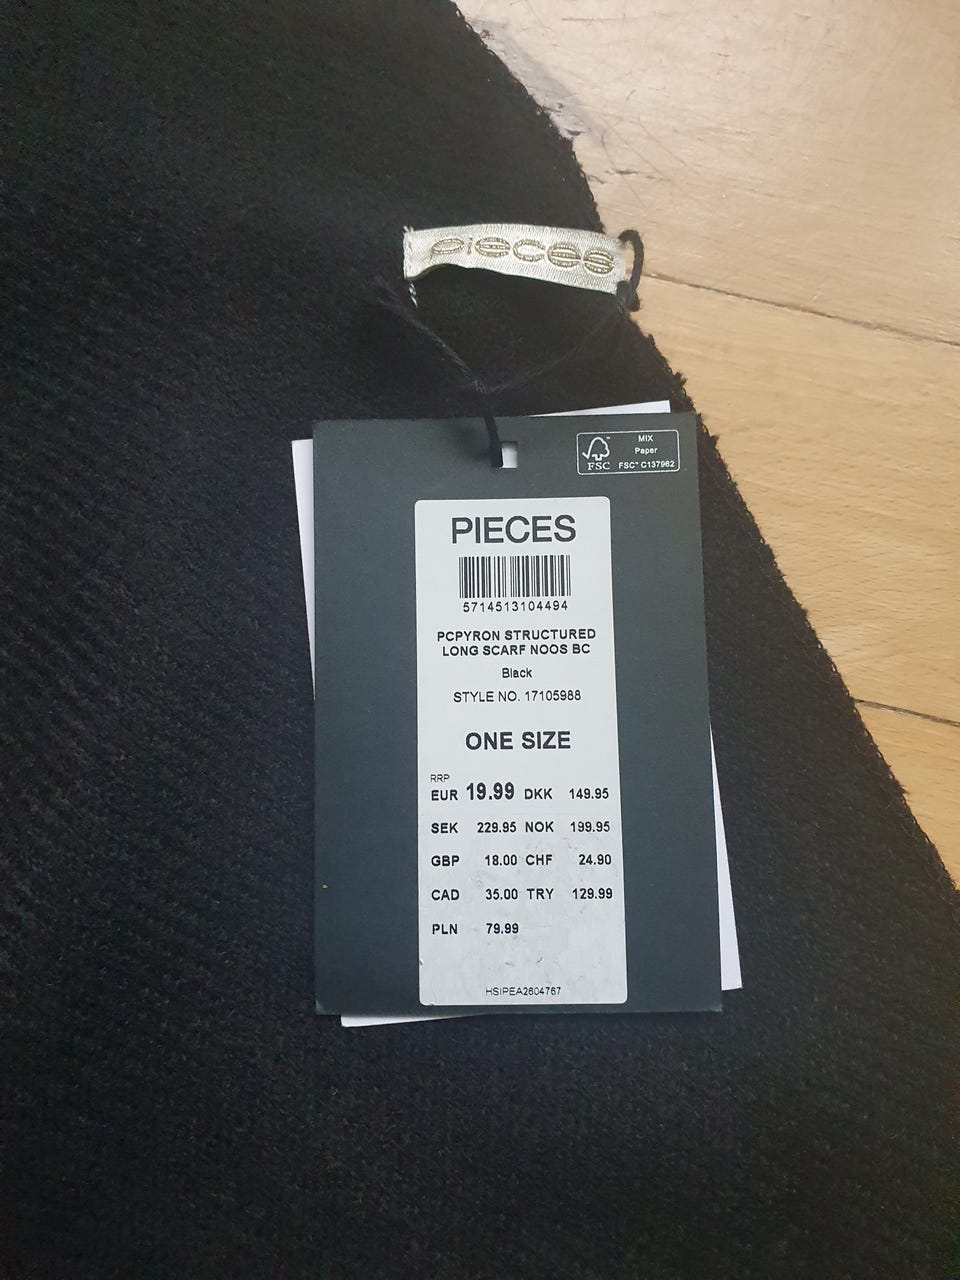 pieces
MIX
Paper
FSC™ C137962
FSC
PIECES
5714513104494
PCPYRON STRUCTURED
LONG SCARF NOOS BC
Black
STYLE NO. 17105988
ONE SIZE
RRP
EUR 19.99 DKK 149.95
SEK 229.95 NOK 199.95
GBP 18.00 CHF 24.90
CAD 35.00 TRY 129.99
PLN 79.99
HSIPEA2604767